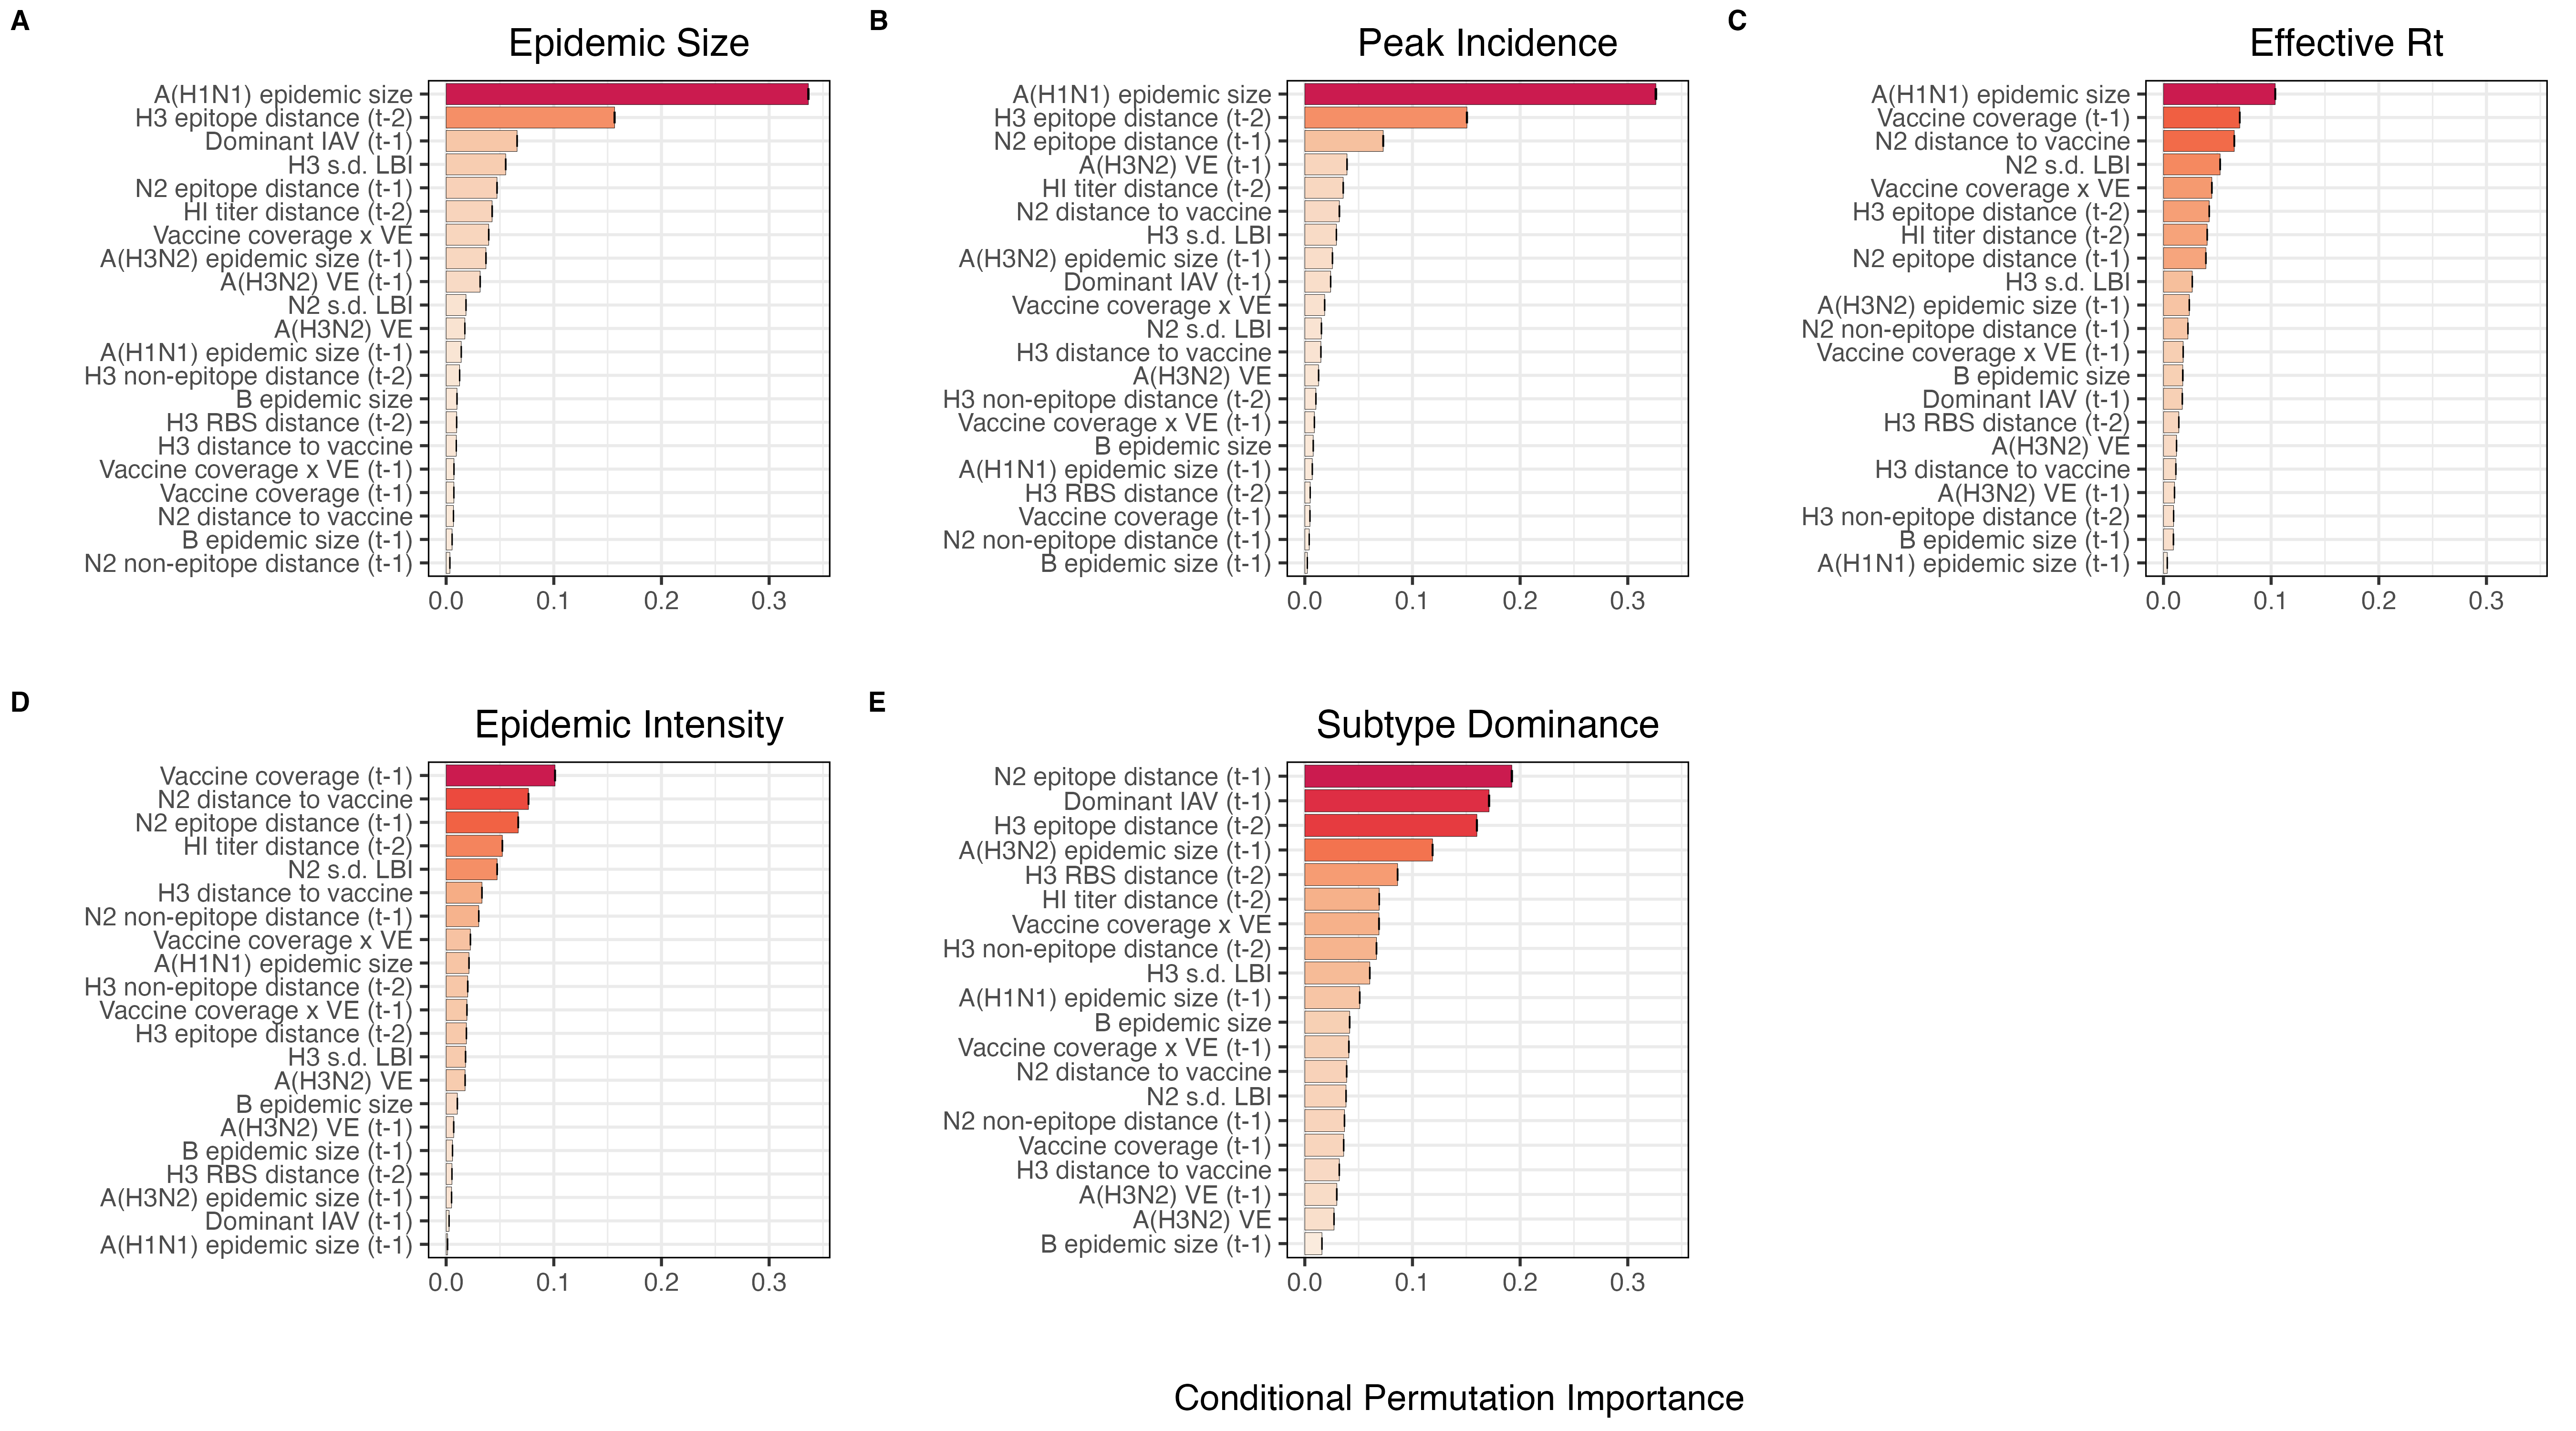 A
Epidemic Size
A(H1N1) epidemic size
H3 epitope distance (t-2)
Dominant IAV (t-1)
H3 s.d. LBI
N2 epitope distance (t-1)
HI titer distance (t-2)
Vaccine coverage x VE
A(H3N2) epidemic size (t-1)
A(H3N2) VE (t-1)
N2 s.d. LBI
A(H3N2) VE
A(H1N1) epidemic size (t-1)
H3 non-epitope distance (t-2)
B epidemic size
H3 RBS distance (t-2)
H3 distance to vaccine
Vaccine coverage x VE (t-1)
Vaccine coverage (t-1)
N2 distance to vaccine
B epidemic size (t-1)
N2 non-epitope distance (t-1)
0.0 0.1 0.2 0.3
B
Peak Incidence
A(H1N1) epidemic size
H3 epitope distance (t-2)
N2 epitope distance (t-1)
A(H3N2) VE (t-1)
HI titer distance (t-2)
N2 distance to vaccine
H3 s.d. LBI
A(H3N2) epidemic size (t-1)
Dominant IAV (t-1)
Vaccine coverage x VE
N2 s.d. LBI
H3 distance to vaccine
A(H3N2) VE
H3 non-epitope distance (t-2)
Vaccine coverage x VE (t-1)
B epidemic size
A(H1N1) epidemic size (t-1)
H3 RBS distance (t-2)
Vaccine coverage (t-1)
N2 non-epitope distance (t-1)
B epidemic size (t-1)
0.0 0.1 0.2 0.3
C
Effective Rt
A(H1N1) epidemic size
Vaccine coverage (t-1)
N2 distance to vaccine
N2 s.d. LBI
Vaccine coverage x VE
H3 epitope distance (t-2)
HI titer distance (t-2)
N2 epitope distance (t-1)
H3 s.d. LBI
A(H3N2) epidemic size (t-1)
N2 non-epitope distance (t-1)
Vaccine coverage x VE (t-1)
B epidemic size
Dominant IAV (t-1)
H3 RBS distance (t-2)
A(H3N2) VE
H3 distance to vaccine
A(H3N2) VE (t-1)
H3 non-epitope distance (t-2)
B epidemic size (t-1)
A(H1N1) epidemic size (t-1)
0.0 0.1 0.2 0.3
D
Epidemic Intensity
Vaccine coverage (t-1)
N2 distance to vaccine
N2 epitope distance (t-1)
HI titer distance (t-2)
N2 s.d. LBI
H3 distance to vaccine
N2 non-epitope distance (t-1)
Vaccine coverage x VE
A(H1N1) epidemic size
H3 non-epitope distance (t-2)
Vaccine coverage x VE (t-1)
H3 epitope distance (t-2)
H3 s.d. LBI
A(H3N2) VE
B epidemic size
A(H3N2) VE (t-1)
B epidemic size (t-1)
H3 RBS distance (t-2)
A(H3N2) epidemic size (t-1)
Dominant IAV (t-1)
A(H1N1) epidemic size (t-1)
0.0 0.1 0.2 0.3
E
Subtype Dominance
N2 epitope distance (t-1)
Dominant IAV (t-1)
H3 epitope distance (t-2)
A(H3N2) epidemic size (t-1)
H3 RBS distance (t-2)
HI titer distance (t-2)
Vaccine coverage x VE
H3 non-epitope distance (t-2)
H3 s.d. LBI
A(H1N1) epidemic size (t-1)
B epidemic size
Vaccine coverage x VE (t-1)
N2 distance to vaccine
N2 s.d. LBI
N2 non-epitope distance (t-1)
Vaccine coverage (t-1)
H3 distance to vaccine
A(H3N2) VE (t-1)
A(H3N2) VE
B epidemic size (t-1)
0.0 0.1 0.2 0.3
Conditional Permutation Importance